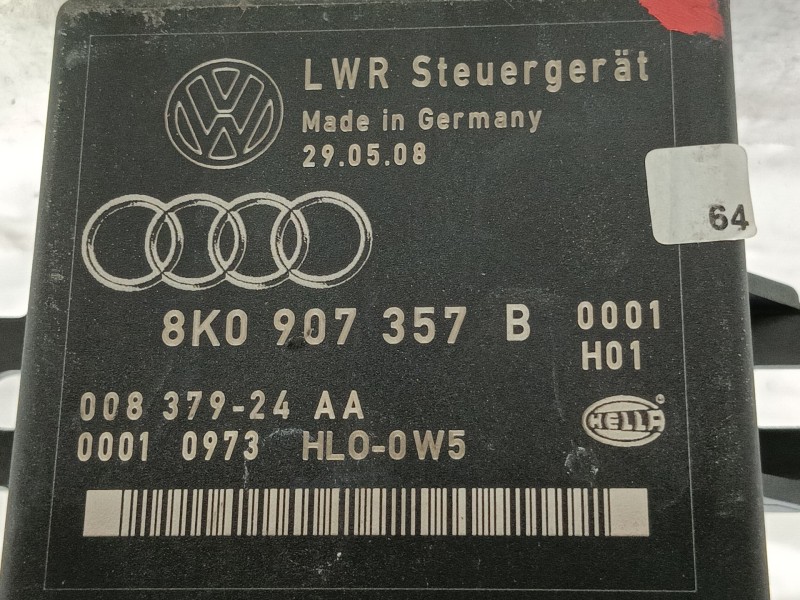 LWR Steuergerät
Made in Germany
29.05.08
64
8K0 907 357 B 0001
H01
008 379-24 AA
0001 0973 HLO-0W5
HELLA